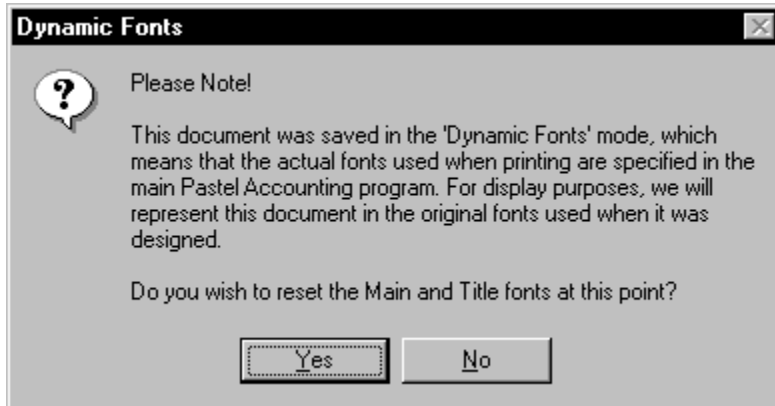 Dynamic Fonts
Please Note!
This document was saved in the 'Dynamic Fonts' mode, which
means that the actual fonts used when printing are specified in the
main Pastel Accounting program. For display purposes, we will
represent this document in the original fonts used when it was
designed.
Do you wish to reset the Main and Title fonts at this point?
Yes No